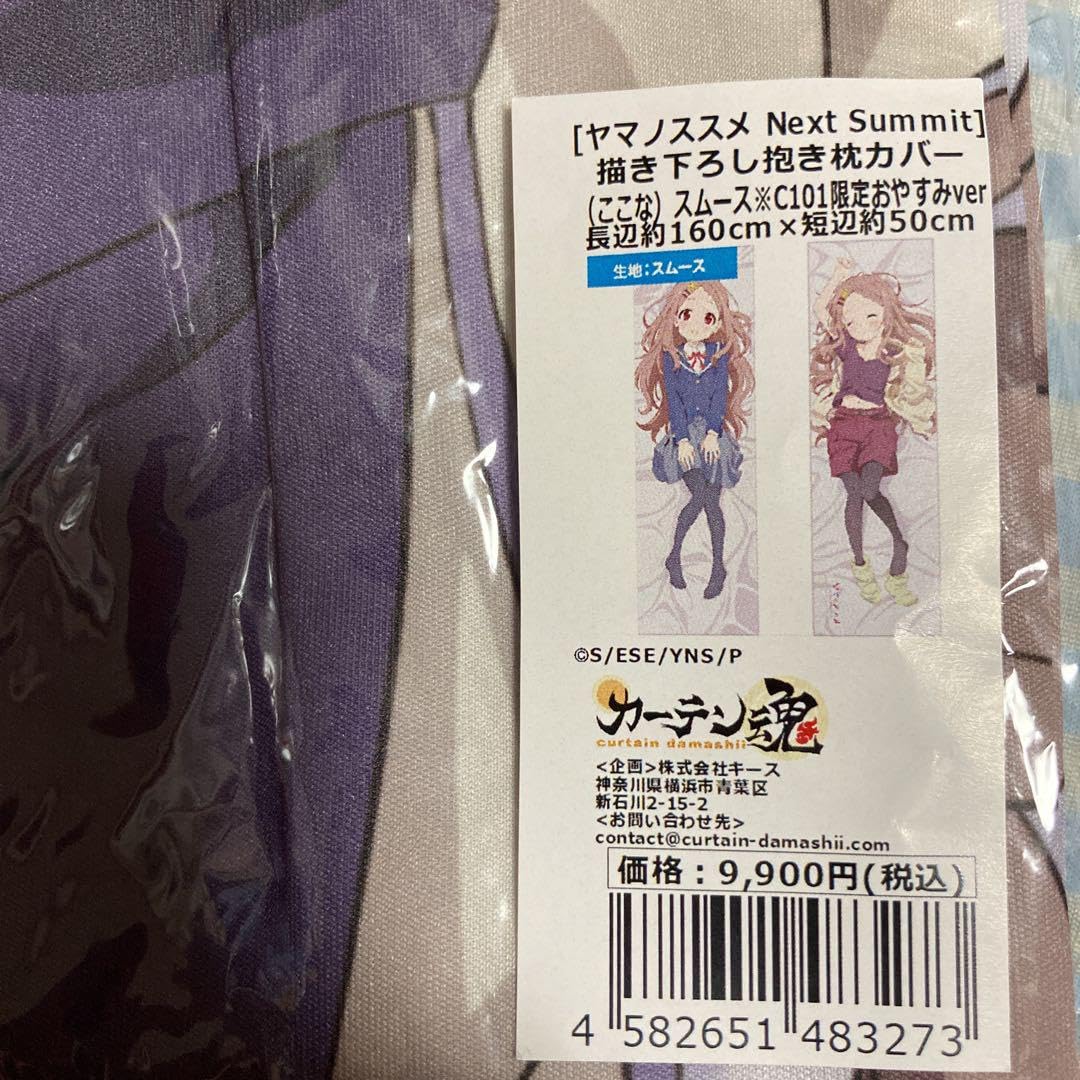 [ヤマノススメ Next Summit]
描き下ろし抱き枕カバー
(ここな) スムース※C101限定おやすみver
長辺約160cm×短辺約50cm
生地:スムース
©S/ESE/YNS/P
カーテン魂
curtain damashii
<企画>株式会社キース
神奈川県横浜市青葉区
新石川2-15-2
<お問い合わせ先>
contact@curtain-damashii.com
価格:9,900円(税込)
4 582651 483273